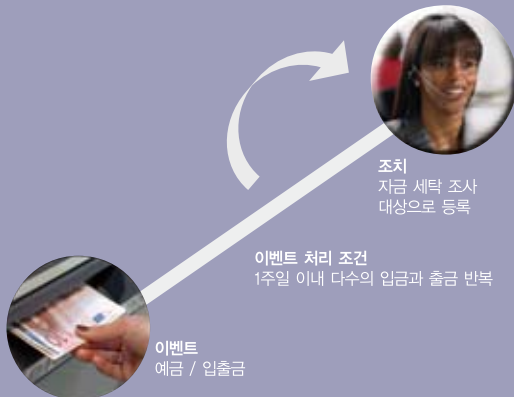 조치
자금 세탁 조사
대상으로 등록
이벤트 처리 조건
1주일 이내 다수의 입금과 출금 반복
이벤트
예금 / 입출금